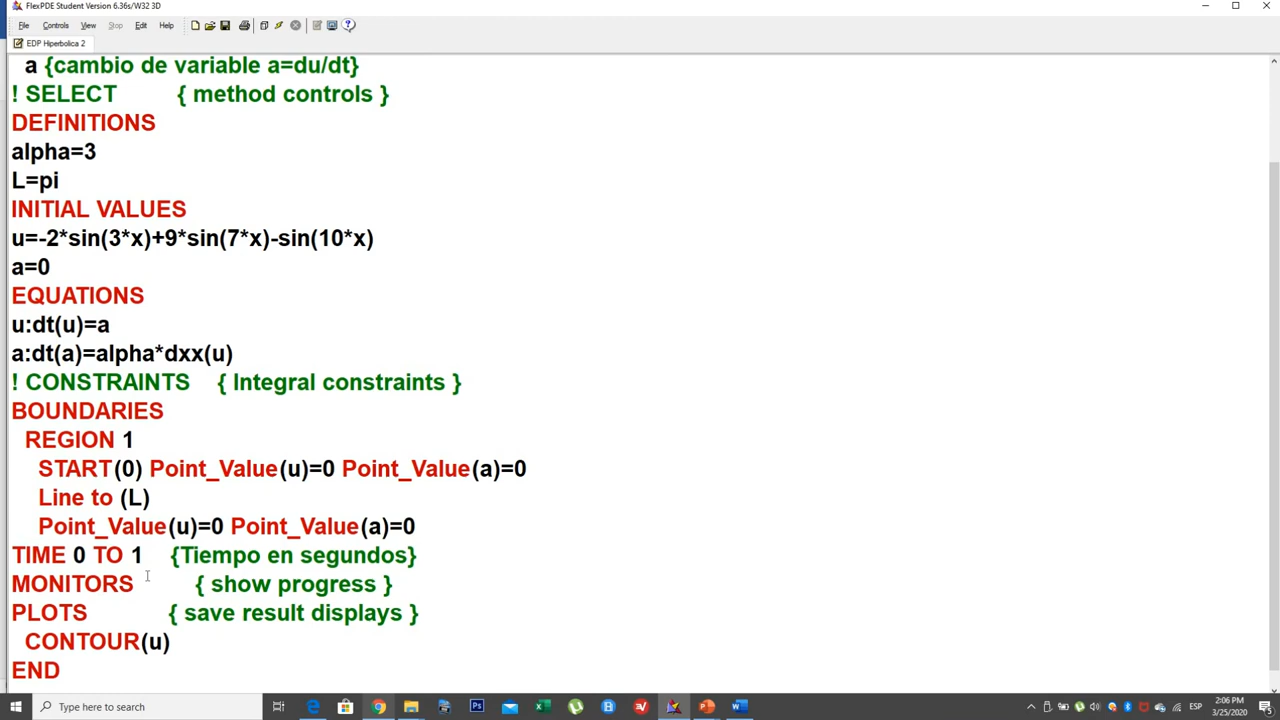 FlexPDE Student Version 6.36s/W32 3D
File Controls View Stop Edit Help
EDP Hiperbolica 2
a {cambio de variable a=du/dt}
! SELECT { method controls }
DEFINITIONS
alpha=3
L=pi
INITIAL VALUES
u=-2*sin(3*x)+9*sin(7*x)-sin(10*x)
a=0
EQUATIONS
u:dt(u)=a
a:dt(a)=alpha*dxx(u)
! CONSTRAINTS { Integral constraints }
BOUNDARIES
REGION 1
START(0) Point_Value(u)=0 Point_Value(a)=0
Line to (L)
Point_Value(u)=0 Point_Value(a)=0
TIME 0 TO 1 {Tiempo en segundos}
MONITORS { show progress }
PLOTS { save result displays }
CONTOUR(u)
END
Type here to search
Ps
ESP
2:06 PM
3/25/2020